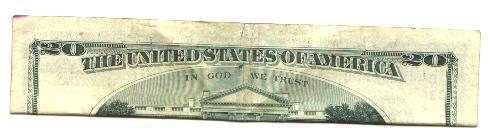 20 THE UNITED STATES OF AMERICA 20
IN GOD WE TRUST